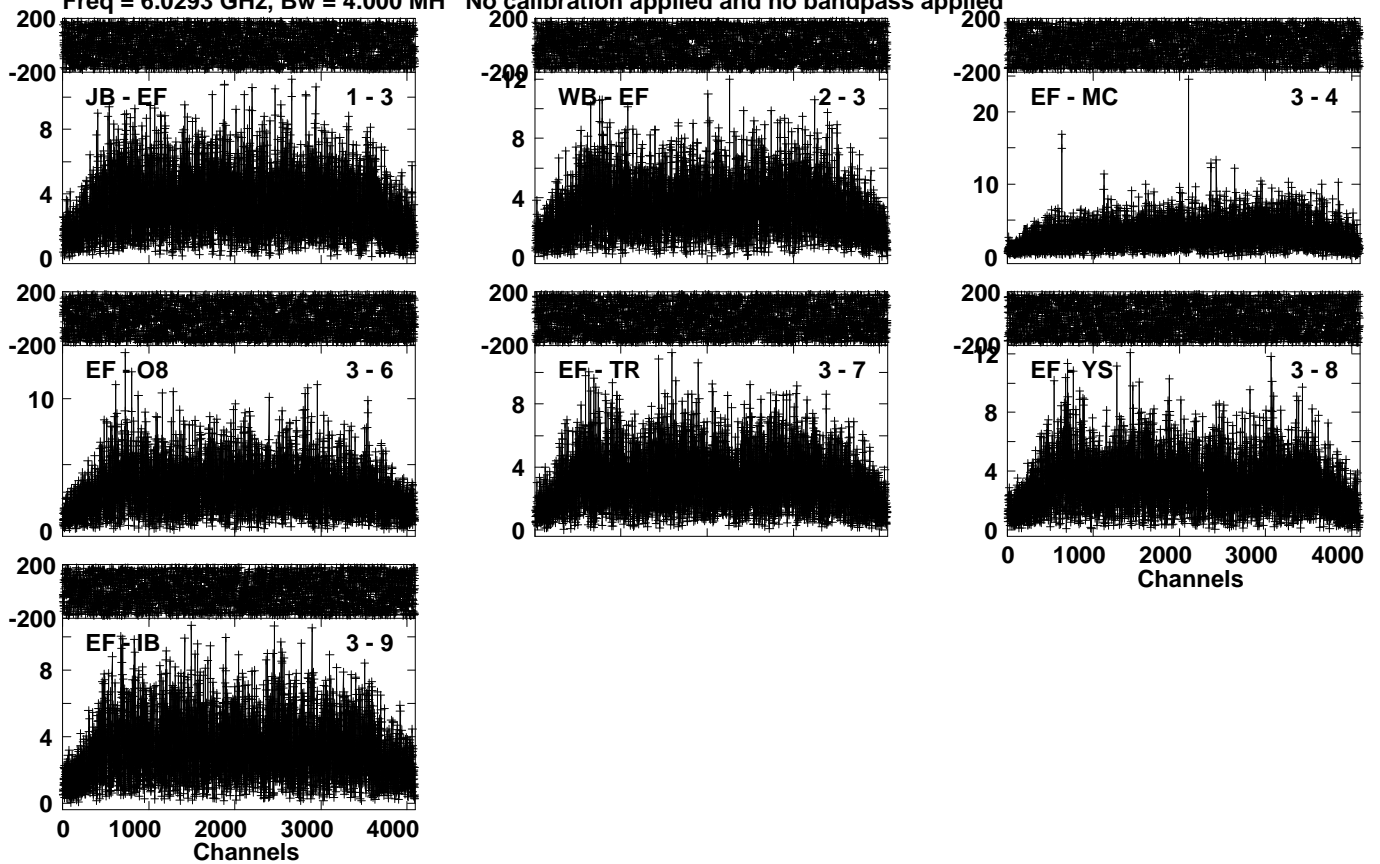 Freq = 6.0293 GHz, Bw = 4.000 MH No calibration applied and no bandpass applied
200 200 200
-200 -200 -200
JB - EF 1 - 3 12 WB - EF 2 - 3 EF - MC 3 - 4
8 8 20
4 4 10
0 0 0
200 200 200
-200 -200 -200
EF - O8 3 - 6 EF - TR 3 - 7 12 EF - YS 3 - 8
10 8 8
4 4
0 0 0
0 1000 2000 3000 4000
Channels
200
-200
EF - IB 3 - 9
8
4
0
0 1000 2000 3000 4000
Channels